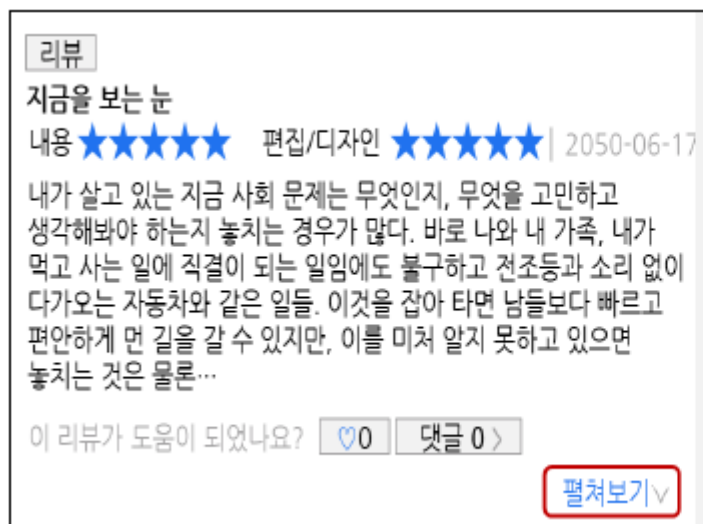 리뷰
지금을 보는 눈
내용 ★★★★★ 편집/디자인 ★★★★★ | 2050-06-17
내가 살고 있는 지금 사회 문제는 무엇인지, 무엇을 고민하고
생각해봐야 하는지 놓치는 경우가 많다. 바로 나와 내 가족, 내가
먹고 사는 일에 직결이 되는 일임에도 불구하고 전조등과 소리 없이
다가오는 자동차와 같은 일들. 이것을 잡아 타면 남들보다 빠르고
편안하게 먼 길을 갈 수 있지만, 이를 미처 알지 못하고 있으면
놓치는 것은 물론…
이 리뷰가 도움이 되었나요? ♡0 댓글 0 〉
펼쳐보기∨